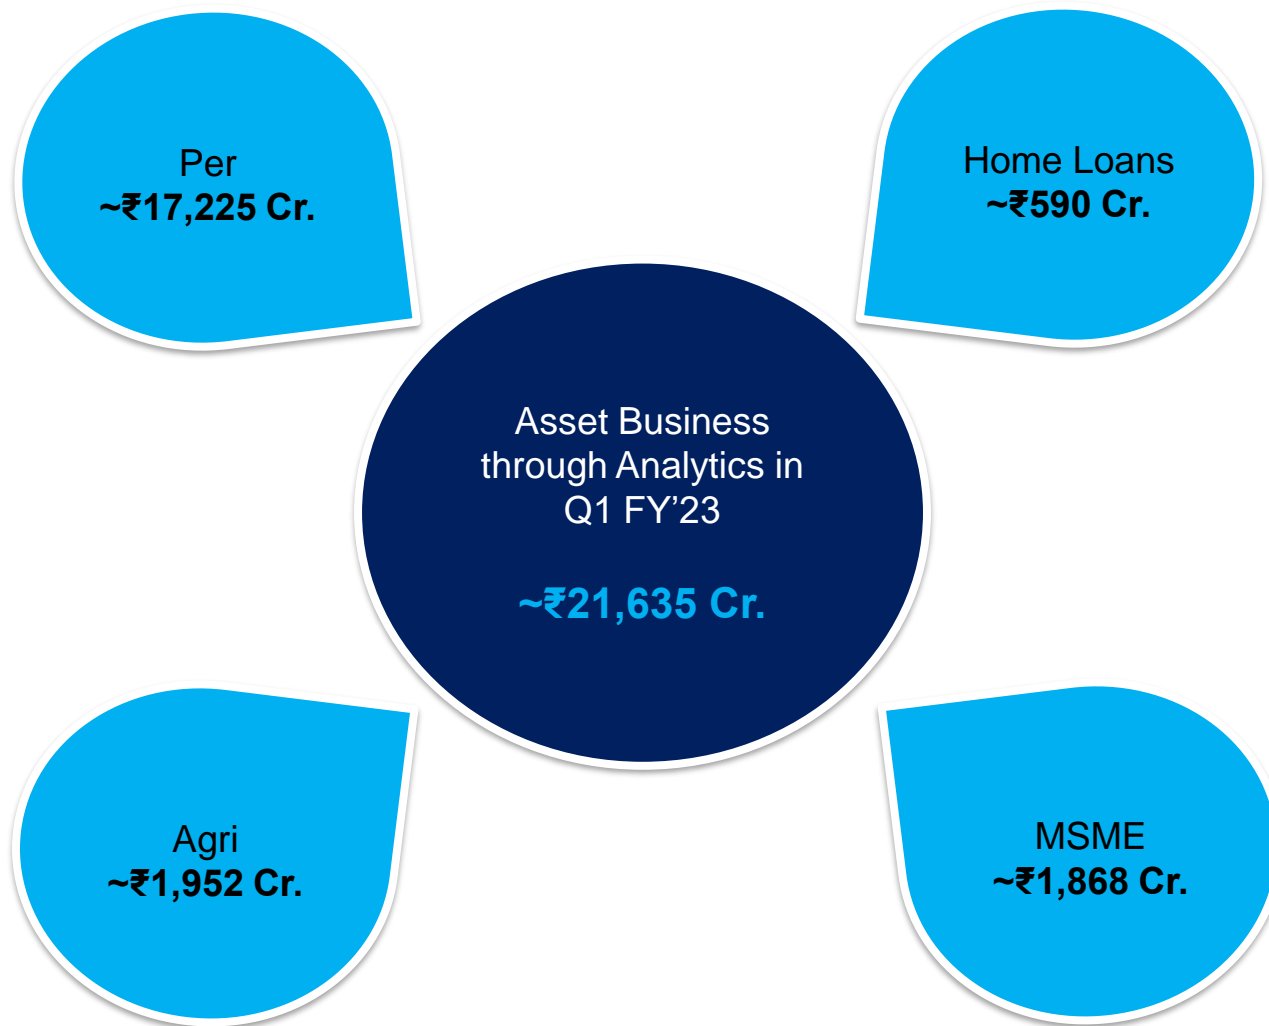 Per
~₹17,225 Cr.
Home Loans
~₹590 Cr.
Asset Business
through Analytics in
Q1 FY’23
~₹21,635 Cr.
Agri
~₹1,952 Cr.
MSME
~₹1,868 Cr.